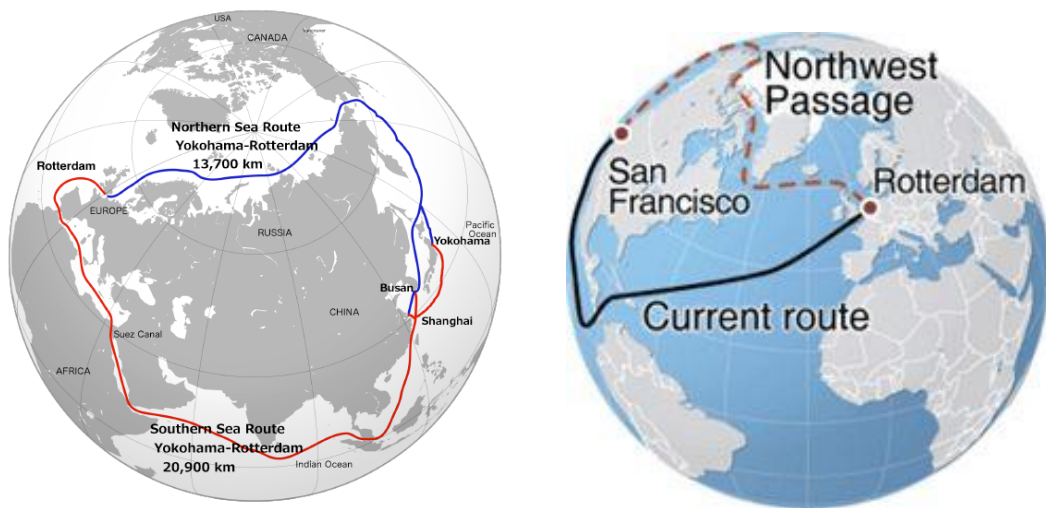 USA
CANADA
Northern Sea Route
Yokohama-Rotterdam
13,700 km
Rotterdam
EUROPE
RUSSIA
Pacific
Ocean
Yokohama
Busan
CHINA
Shanghai
Suez Canal
AFRICA
Southern Sea Route
Yokohama-Rotterdam
20,900 km
Indian Ocean
Northwest
Passage
San
Francisco
Rotterdam
Current route